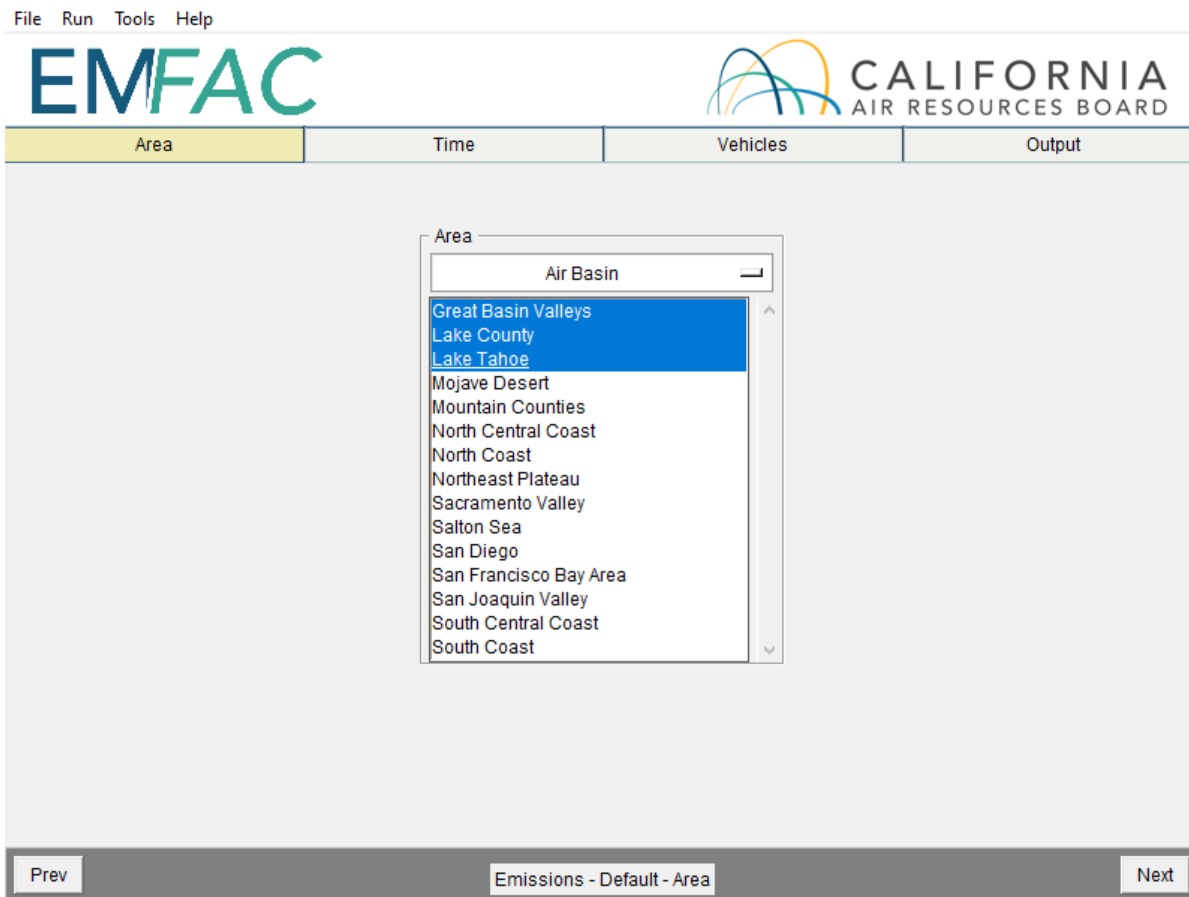 File Run Tools Help
EMFAC
CALIFORNIA
AIR RESOURCES BOARD
Area Time Vehicles Output
Area
Air Basin
Great Basin Valleys
Lake County
Lake Tahoe
Mojave Desert
Mountain Counties
North Central Coast
North Coast
Northeast Plateau
Sacramento Valley
Salton Sea
San Diego
San Francisco Bay Area
San Joaquin Valley
South Central Coast
South Coast
Prev Emissions - Default - Area Next